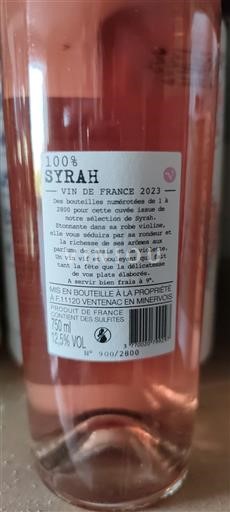 100%
SYRAH
VIN DE FRANCE 2023
Des bouteilles numérotées de 1 à
2800 pour cette cuvée issue de
notre sélection de Syrah.
Etonnante dans sa robe violine,
elle vous séduira par sa rondeur et
la richesse de ses arômes aux
parfums de cassis et de violette.
Un vin vif et gouleyant qui fait
tant la fête que la délicatesse
de vos plats élaborés.
A servir bien frais à 9°.
MIS EN BOUTEILLE À LA PROPRIÉTÉ
À F.11120 VENTENAC EN MINERVOIS
PRODUIT DE FRANCE
CONTIENT DES SULFITES
750 ml
12,5% VOL
N° 900/2800